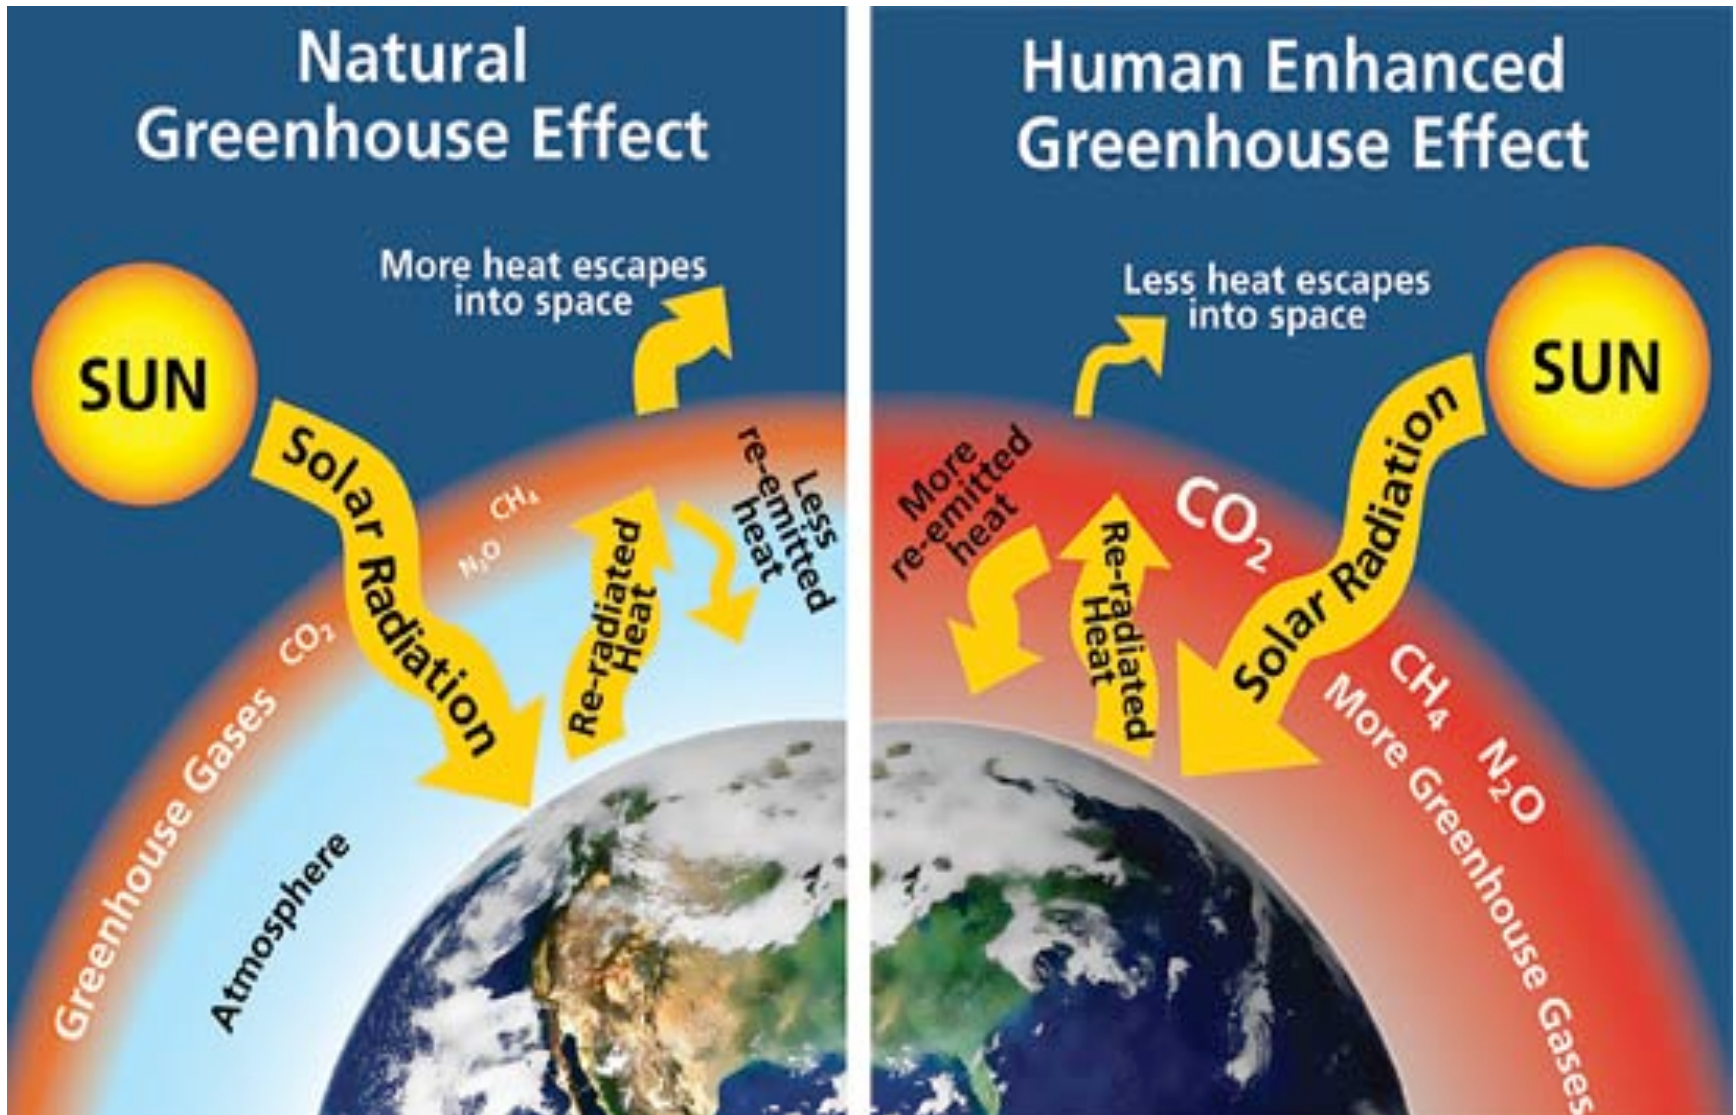 Natural
Greenhouse Effect
More heat escapes
into space
SUN
Solar Radiation
CH₄
N₂O
CO₂
Greenhouse Gases
Atmosphere
Re-radiated
Heat
Less
re-emitted
heat
Human Enhanced
Greenhouse Effect
Less heat escapes
into space
SUN
Solar Radiation
More
re-emitted
heat
Re-radiated
Heat
CO₂
CH₄
N₂O
More Greenhouse Gases